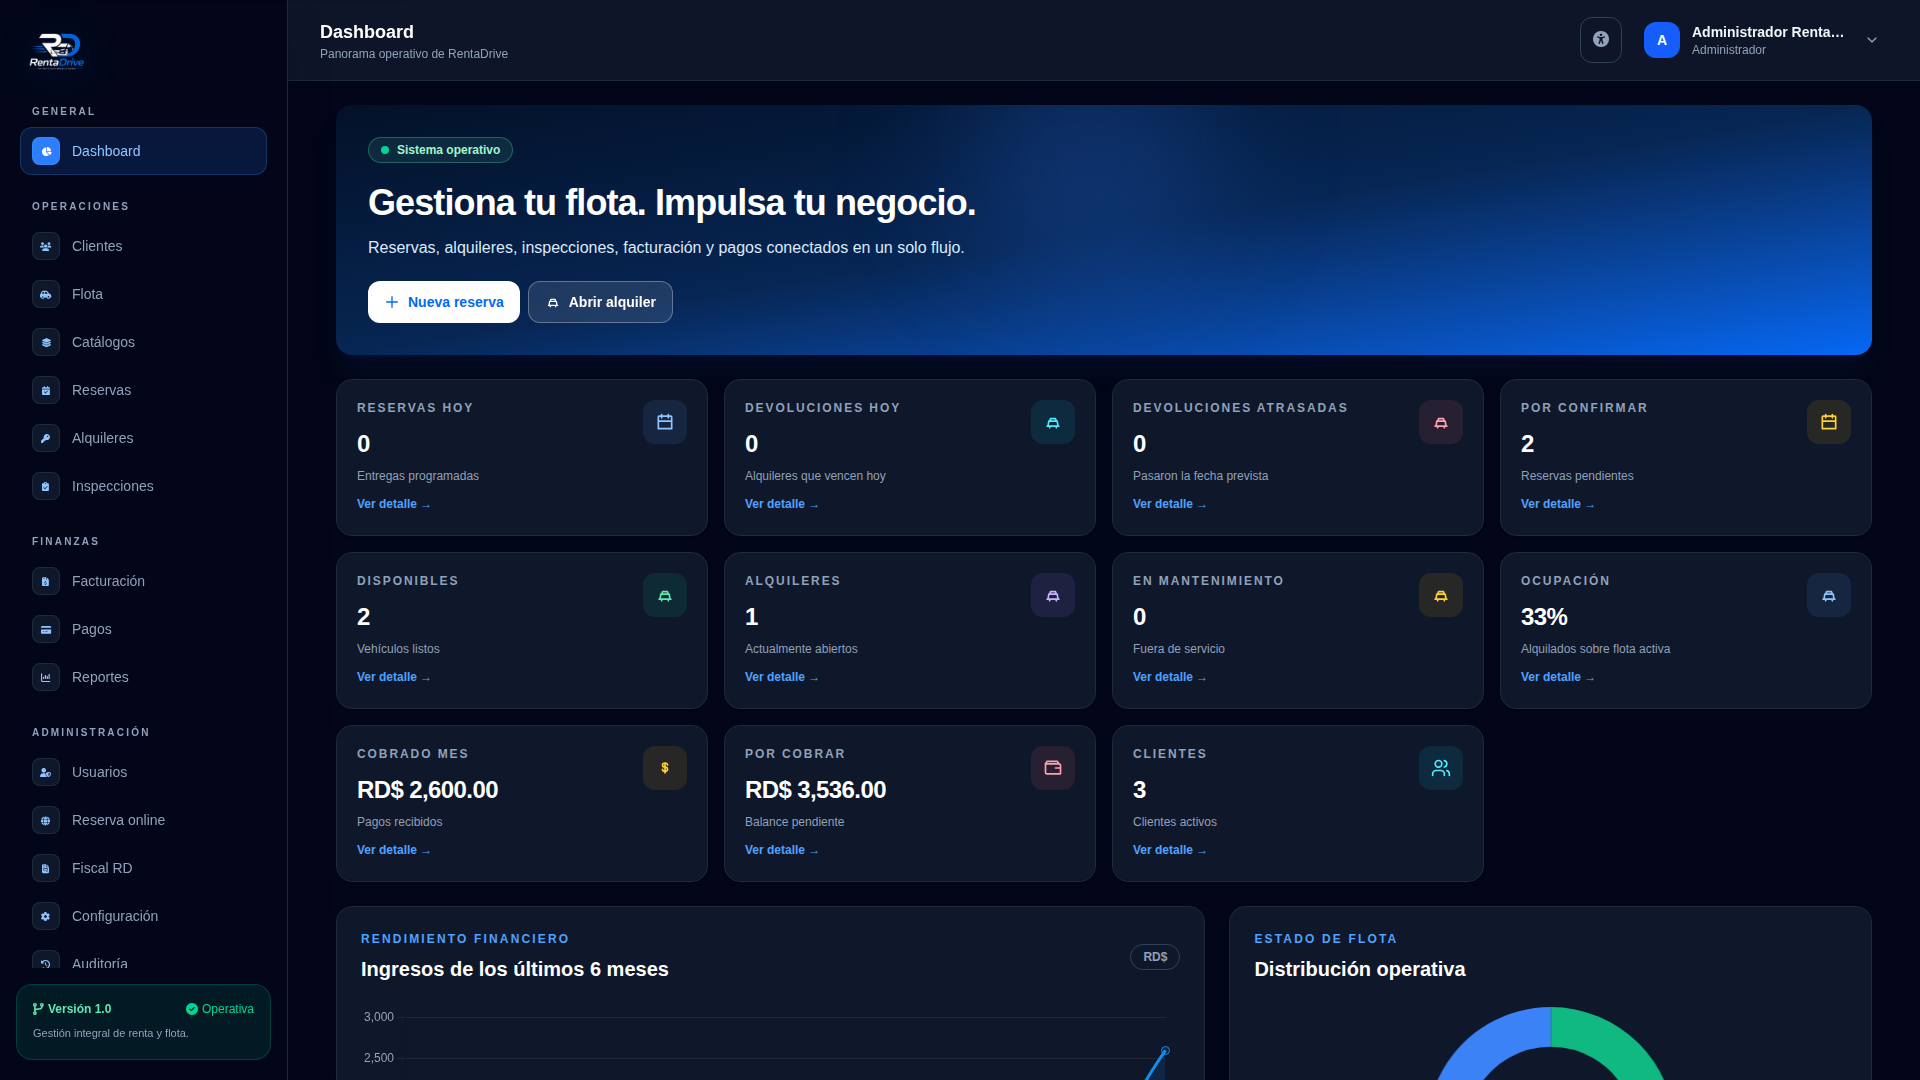 RentaDrive
GENERAL
Dashboard
OPERACIONES
Clientes
Flota
Catálogos
Reservas
Alquileres
Inspecciones
FINANZAS
Facturación
Pagos
Reportes
ADMINISTRACIÓN
Usuarios
Reserva online
Fiscal RD
Configuración
Auditoría
Versión 1.0
Operativa
Gestión integral de renta y flota.
Dashboard
Panorama operativo de RentaDrive
A
Administrador Renta…
Administrador
Sistema operativo
Gestiona tu flota. Impulsa tu negocio.
Reservas, alquileres, inspecciones, facturación y pagos conectados en un solo flujo.
Nueva reserva
Abrir alquiler
RESERVAS HOY
0
Entregas programadas
Ver detalle →
DEVOLUCIONES HOY
0
Alquileres que vencen hoy
Ver detalle →
DEVOLUCIONES ATRASADAS
0
Pasaron la fecha prevista
Ver detalle →
POR CONFIRMAR
2
Reservas pendientes
Ver detalle →
DISPONIBLES
2
Vehículos listos
Ver detalle →
ALQUILERES
1
Actualmente abiertos
Ver detalle →
EN MANTENIMIENTO
0
Fuera de servicio
Ver detalle →
OCUPACIÓN
33%
Alquilados sobre flota activa
Ver detalle →
COBRADO MES
$
RD$ 2,600.00
Pagos recibidos
Ver detalle →
POR COBRAR
RD$ 3,536.00
Balance pendiente
Ver detalle →
CLIENTES
3
Clientes activos
Ver detalle →
RENDIMIENTO FINANCIERO
Ingresos de los últimos 6 meses
RD$
3,000
2,500
ESTADO DE FLOTA
Distribución operativa